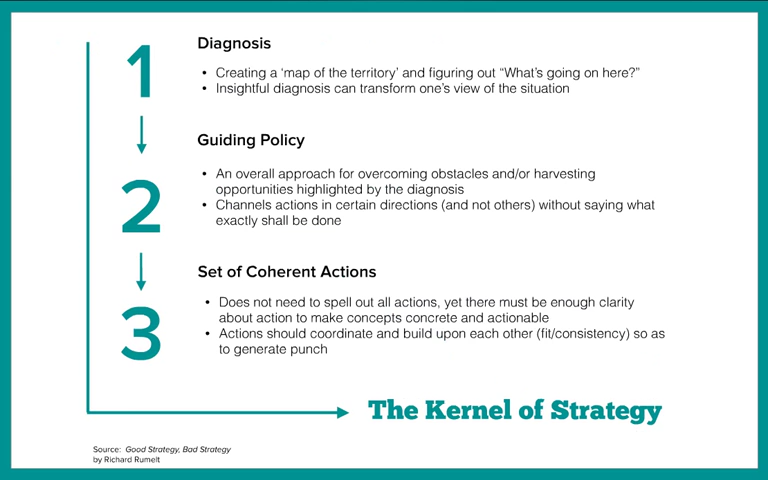 1
Diagnosis
• Creating a ‘map of the territory’ and figuring out “What’s going on here?”
• Insightful diagnosis can transform one’s view of the situation
2
Guiding Policy
• An overall approach for overcoming obstacles and/or harvesting
opportunities highlighted by the diagnosis
• Channels actions in certain directions (and not others) without saying what
exactly shall be done
3
Set of Coherent Actions
• Does not need to spell out all actions, yet there must be enough clarity
about action to make concepts concrete and actionable
• Actions should coordinate and build upon each other (fit/consistency) so as
to generate punch
The Kernel of Strategy
Source: Good Strategy, Bad Strategy
by Richard Rumelt